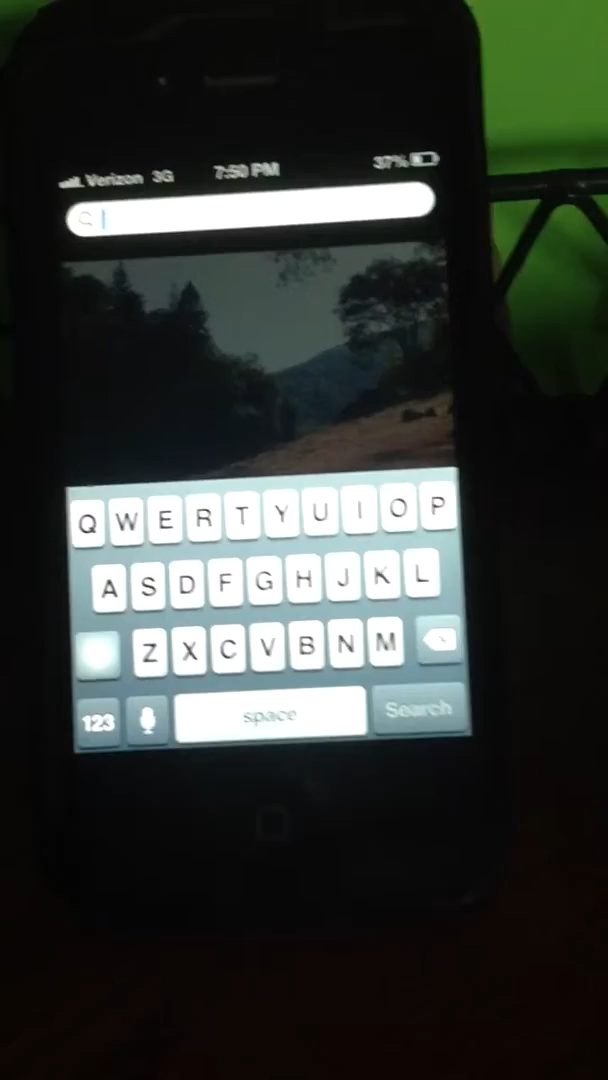 Verizon 3G 7:50 PM 37%
Q W E R T Y U I O P
A S D F G H J K L
Z X C V B N M
123 space Search